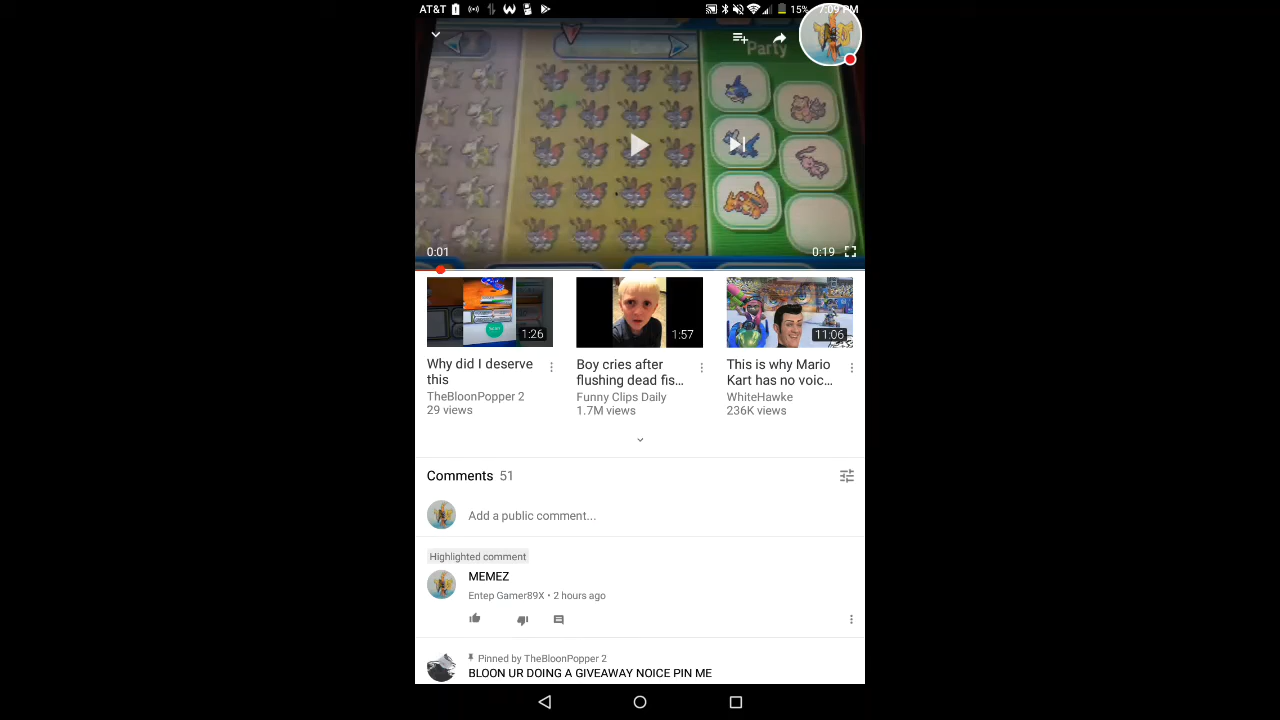 AT&T 15% 7:09 PM
Party
0:01 0:19
1:26 1:57 11:06
Why did I deserve this
TheBloonPopper 2
29 views
Boy cries after
flushing dead fis...
Funny Clips Daily
1.7M views
This is why Mario
Kart has no voic...
WhiteHawke
236K views
Comments 51
Add a public comment...
Highlighted comment
MEMEZ
Entep Gamer89X • 2 hours ago
Pinned by TheBloonPopper 2
BLOON UR DOING A GIVEAWAY NOICE PIN ME